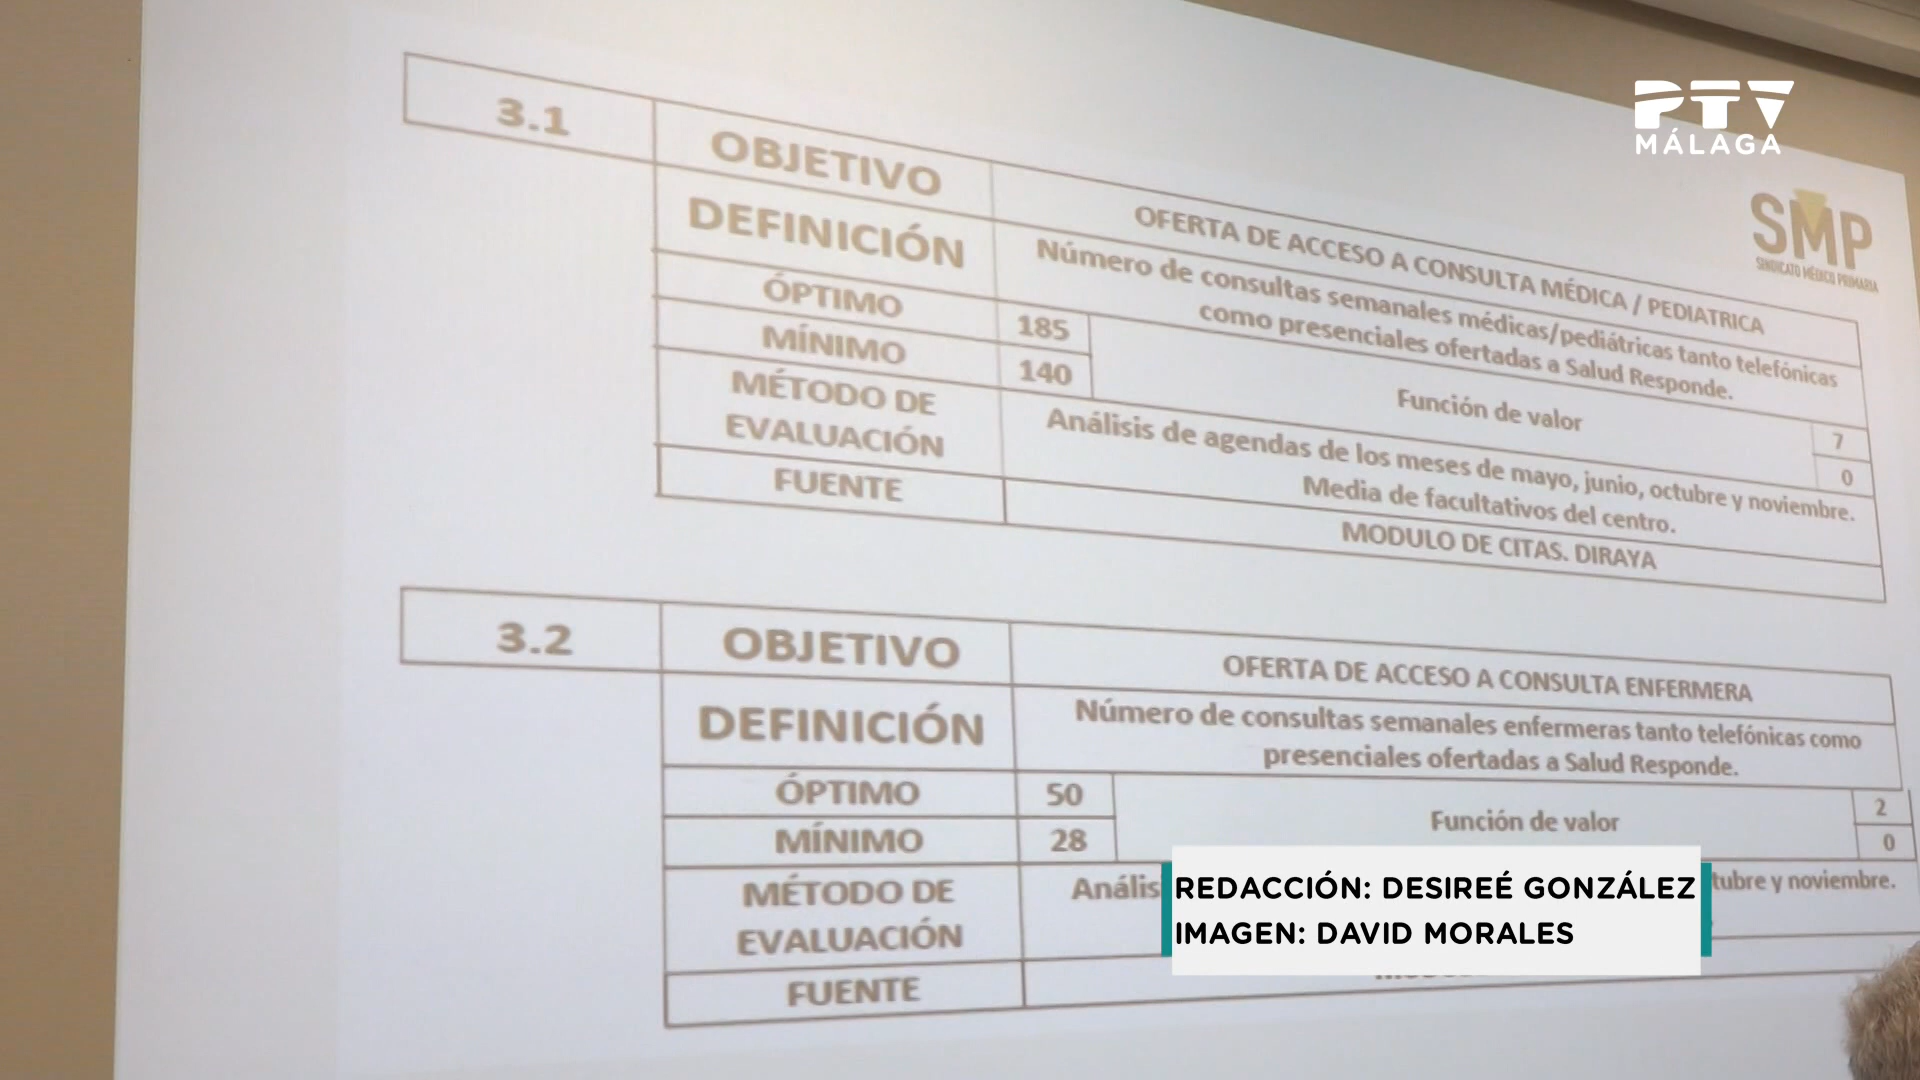 PTV
MÁLAGA
SMP
SINDICATO MÉDICO PRIMARIA
3.1
OBJETIVO
OFERTA DE ACCESO A CONSULTA MÉDICA / PEDIATRICA
DEFINICIÓN
Número de consultas semanales médicas/pediátricas tanto telefónicas
como presenciales ofertadas a Salud Responde.
ÓPTIMO
185
Función de valor
7
MÍNIMO
140
0
MÉTODO DE
EVALUACIÓN
Análisis de agendas de los meses de mayo, junio, octubre y noviembre.
Media de facultativos del centro.
FUENTE
MODULO DE CITAS. DIRAYA
3.2
OBJETIVO
OFERTA DE ACCESO A CONSULTA ENFERMERA
DEFINICIÓN
Número de consultas semanales enfermeras tanto telefónicas como
presenciales ofertadas a Salud Responde.
ÓPTIMO
50
Función de valor
2
MÍNIMO
28
0
MÉTODO DE
EVALUACIÓN
Anális
tubre y noviembre.
FUENTE
REDACCIÓN: DESIREÉ GONZÁLEZ
IMAGEN: DAVID MORALES